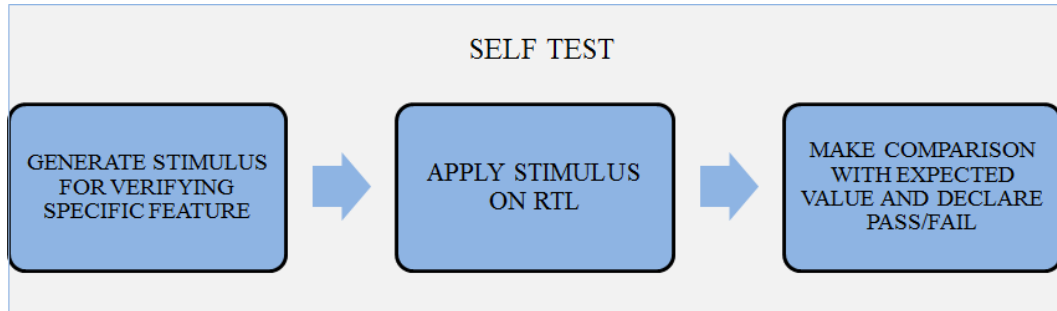 SELF TEST
GENERATE STIMULUS
FOR VERIFYING
SPECIFIC FEATURE
APPLY STIMULUS
ON RTL
MAKE COMPARISON
WITH EXPECTED
VALUE AND DECLARE
PASS/FAIL